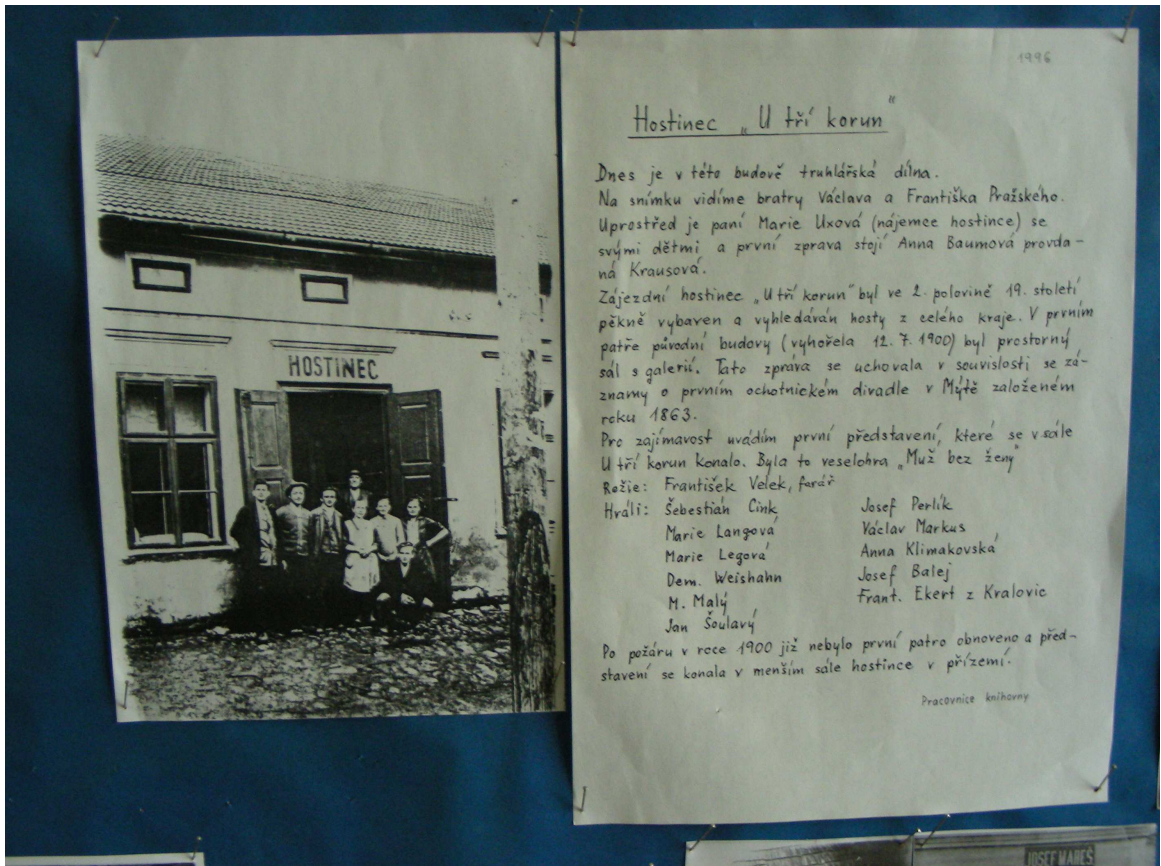 HOSTINEC
1996
Hostinec „U tří korun"
Dnes je v této budově truhlářská dílna.
Na snímku vidíme bratry Václava a Františka Pražského.
Uprostřed je paní Marie Uxová (nájemce hostince) se
svými dětmi a první zprava stojí Anna Baumová provda-
ná Krausová.
Zájezdní hostinec „U tří korun" byl ve 2. polovině 19. století
pěkně vybaven a vyhledáván hosty z celého kraje. V prvním
patře původní budovy (vyhořela 12. 7. 1900) byl prostorný
sál s galerií. Tato zpráva se uchovala v souvislosti se zá-
znamy o prvním ochotnickém divadle v Mýtě založeném
roku 1863.
Pro zajímavost uvádím první představení, které se v sále
U tří korun konalo. Byla to veselohra „Muž bez ženy"
Režie: František Velek, farář
Hráli: Šebestián Cink Josef Perlík
Marie Langová Václav Markus
Marie Legová Anna Klimakovská
Dem. Weishahn Josef Balej
M. Malý Frant. Ekert z Kralovic
Jan Šoulavý
Po požáru v roce 1900 již nebylo první patro obnoveno a před-
stavení se konala v menším sále hostince v přízemí.
Pracovnice knihovny
JOSEF MAREŠ